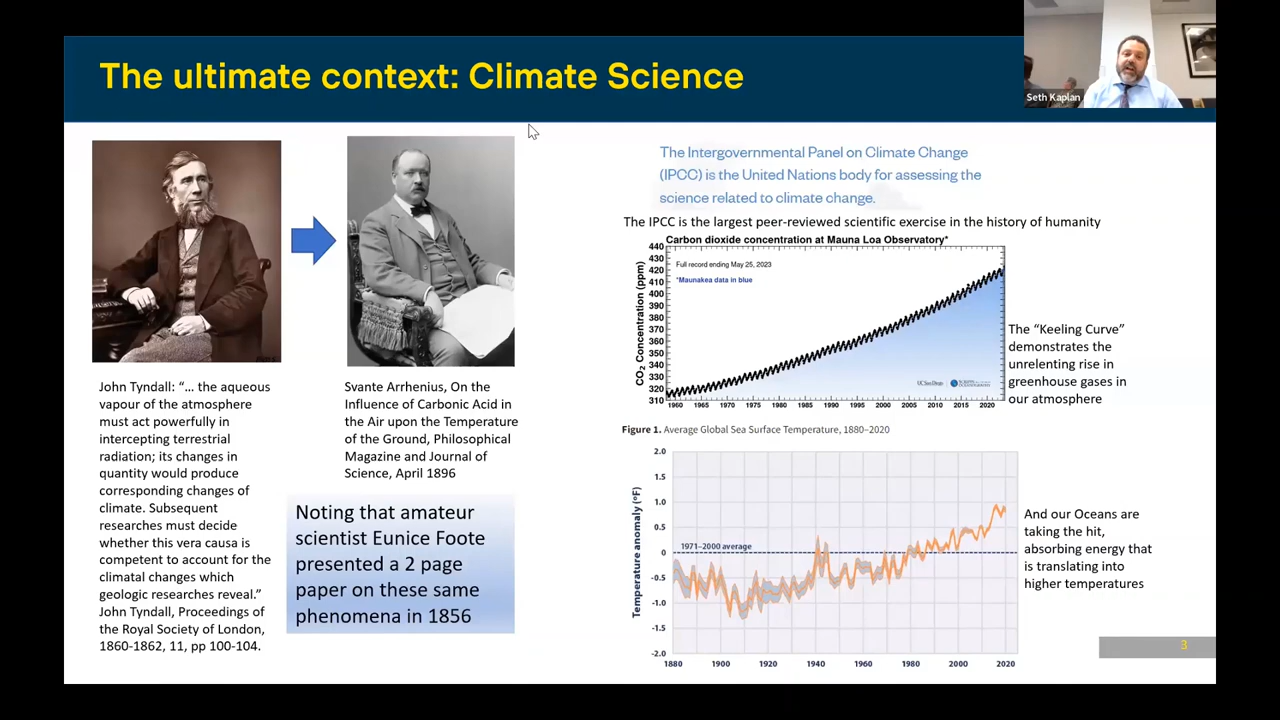 The ultimate context: Climate Science
Seth Kaplan
John Tyndall: “... the aqueous
vapour of the atmosphere
must act powerfully in
intercepting terrestrial
radiation; its changes in
quantity would produce
corresponding changes of
climate. Subsequent
researches must decide
whether this vera causa is
competent to account for the
climatal changes which
geologic researches reveal.”
John Tyndall, Proceedings of
the Royal Society of London,
1860-1862, 11, pp 100-104.
Svante Arrhenius, On the
Influence of Carbonic Acid in
the Air upon the Temperature
of the Ground, Philosophical
Magazine and Journal of
Science, April 1896
Noting that amateur
scientist Eunice Foote
presented a 2 page
paper on these same
phenomena in 1856
The Intergovernmental Panel on Climate Change
(IPCC) is the United Nations body for assessing the
science related to climate change.
The IPCC is the largest peer-reviewed scientific exercise in the history of humanity
Carbon dioxide concentration at Mauna Loa Observatory*
Full record ending May 25, 2023
*Maunakea data in blue
CO2 Concentration (ppm)
440
430
420
410
400
390
380
370
360
350
340
330
320
310
1960 1965 1970 1975 1980 1985 1990 1995 2000 2005 2010 2015 2020
UC San Diego
The “Keeling Curve”
demonstrates the
unrelenting rise in
greenhouse gases in
our atmosphere
Figure 1. Average Global Sea Surface Temperature, 1880–2020
Temperature anomaly (°F)
2.0
1.5
1.0
0.5
0
-0.5
-1.0
-1.5
-2.0
1971–2000 average
1880 1900 1920 1940 1960 1980 2000 2020
And our Oceans are
taking the hit,
absorbing energy that
is translating into
higher temperatures
3